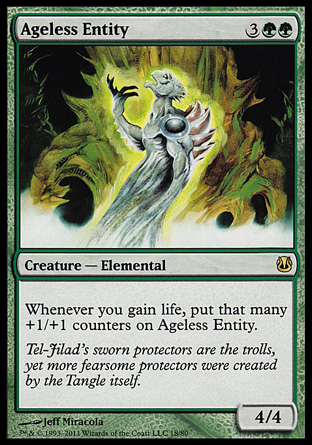 Ageless Entity 3
Creature — Elemental
Whenever you gain life, put that many
+1/+1 counters on Ageless Entity.
Tel-Jilad's sworn protectors are the trolls,
yet more fearsome protectors were created
by the Tangle itself.
Jeff Miracola
™ & © 1993–2011 Wizards of the Coast LLC 18/80
4/4